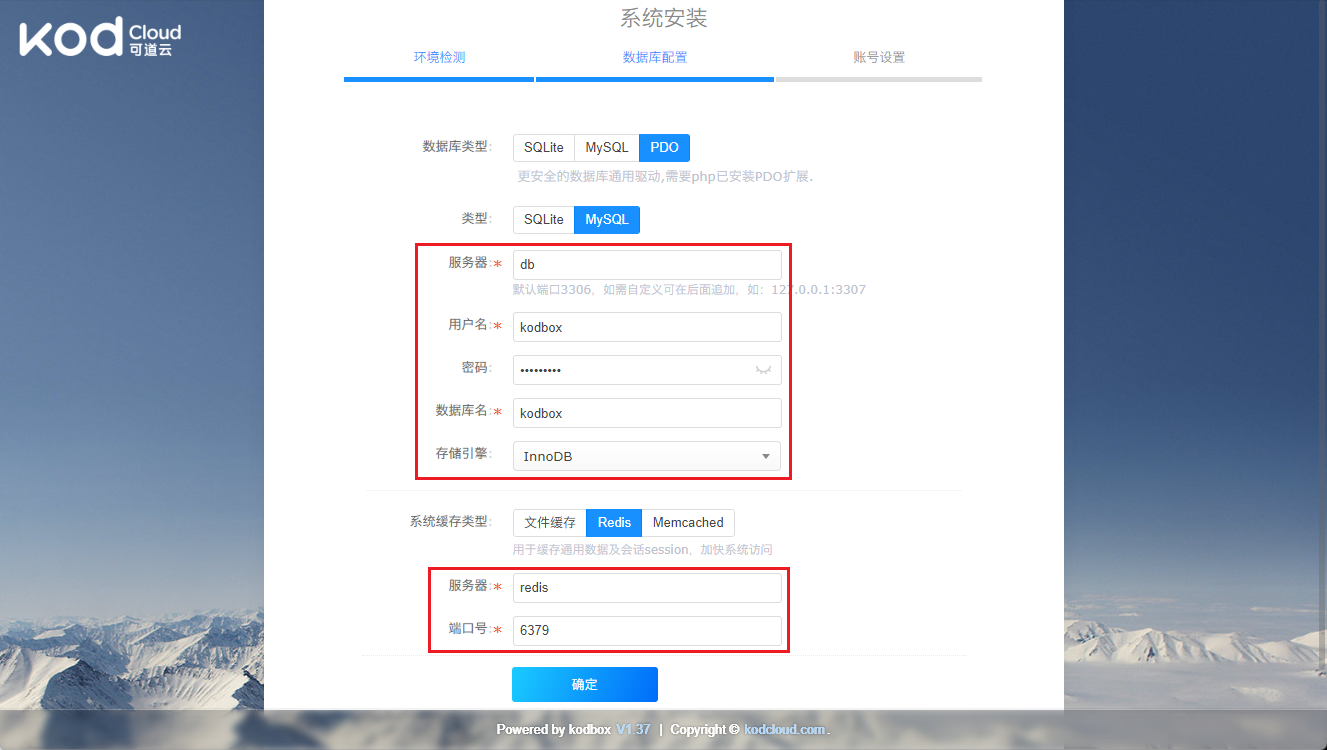 kod Cloud 可道云
系统安装
环境检测 数据库配置 账号设置
数据库类型: SQLite MySQL PDO
更安全的数据库通用驱动,需要php已安装PDO扩展.
类型: SQLite MySQL
服务器:* db
默认端口3306，如需自定义可在后面追加，如：127.0.0.1:3307
用户名:* kodbox
密码: •••••••••
数据库名:* kodbox
存储引擎: InnoDB
系统缓存类型: 文件缓存 Redis Memcached
用于缓存通用数据及会话session，加快系统访问
服务器:* redis
端口号:* 6379
确定
Powered by kodbox V1.37 | Copyright © kodcloud.com.